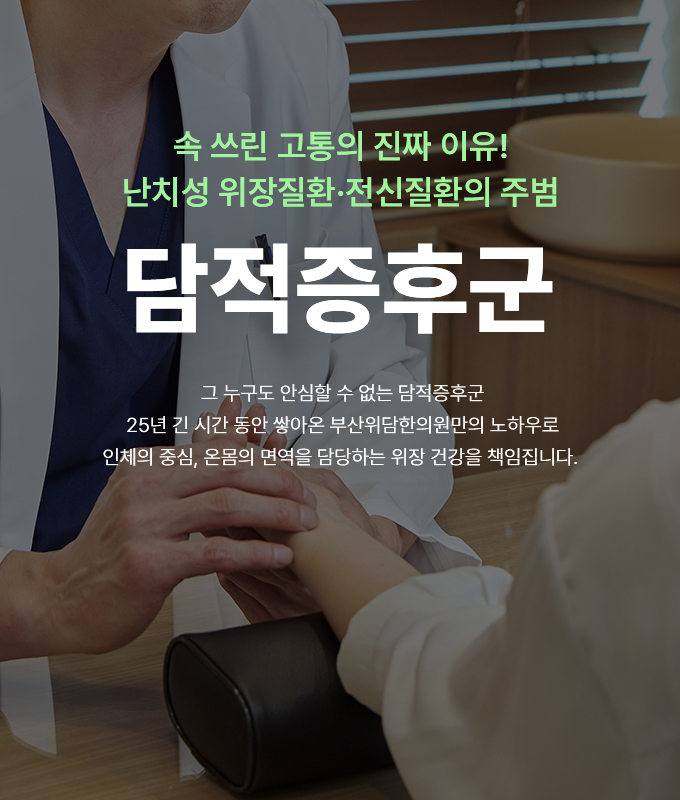 속 쓰린 고통의 진짜 이유!
난치성 위장질환·전신질환의 주범
담적증후군
그 누구도 안심할 수 없는 담적증후군
25년 긴 시간 동안 쌓아온 부산위담한의원만의 노하우로
인체의 중심, 온몸의 면역을 담당하는 위장 건강을 책임집니다.